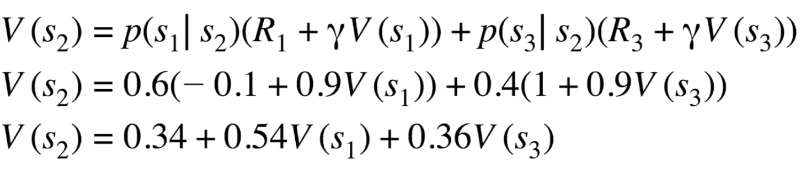 V(s₂) = p(s₁| s₂)(R₁ + γV(s₁)) + p(s₃| s₂)(R₃ + γV(s₃))
V(s₂) = 0.6(− 0.1 + 0.9V(s₁)) + 0.4(1 + 0.9V(s₃))
V(s₂) = 0.34 + 0.54V(s₁) + 0.36V(s₃)